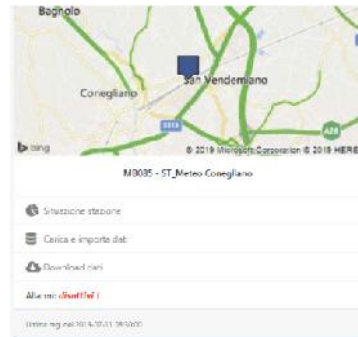 Bagnolo
San Vendemiano
Conegliano
A28
bing
© 2019 Microsoft Corporation © 2019 HERE
MB085 - ST_Meteo Conegliano
Situazione stazione
Carica e importa dati
Download dati
Allarmi: disattivi !